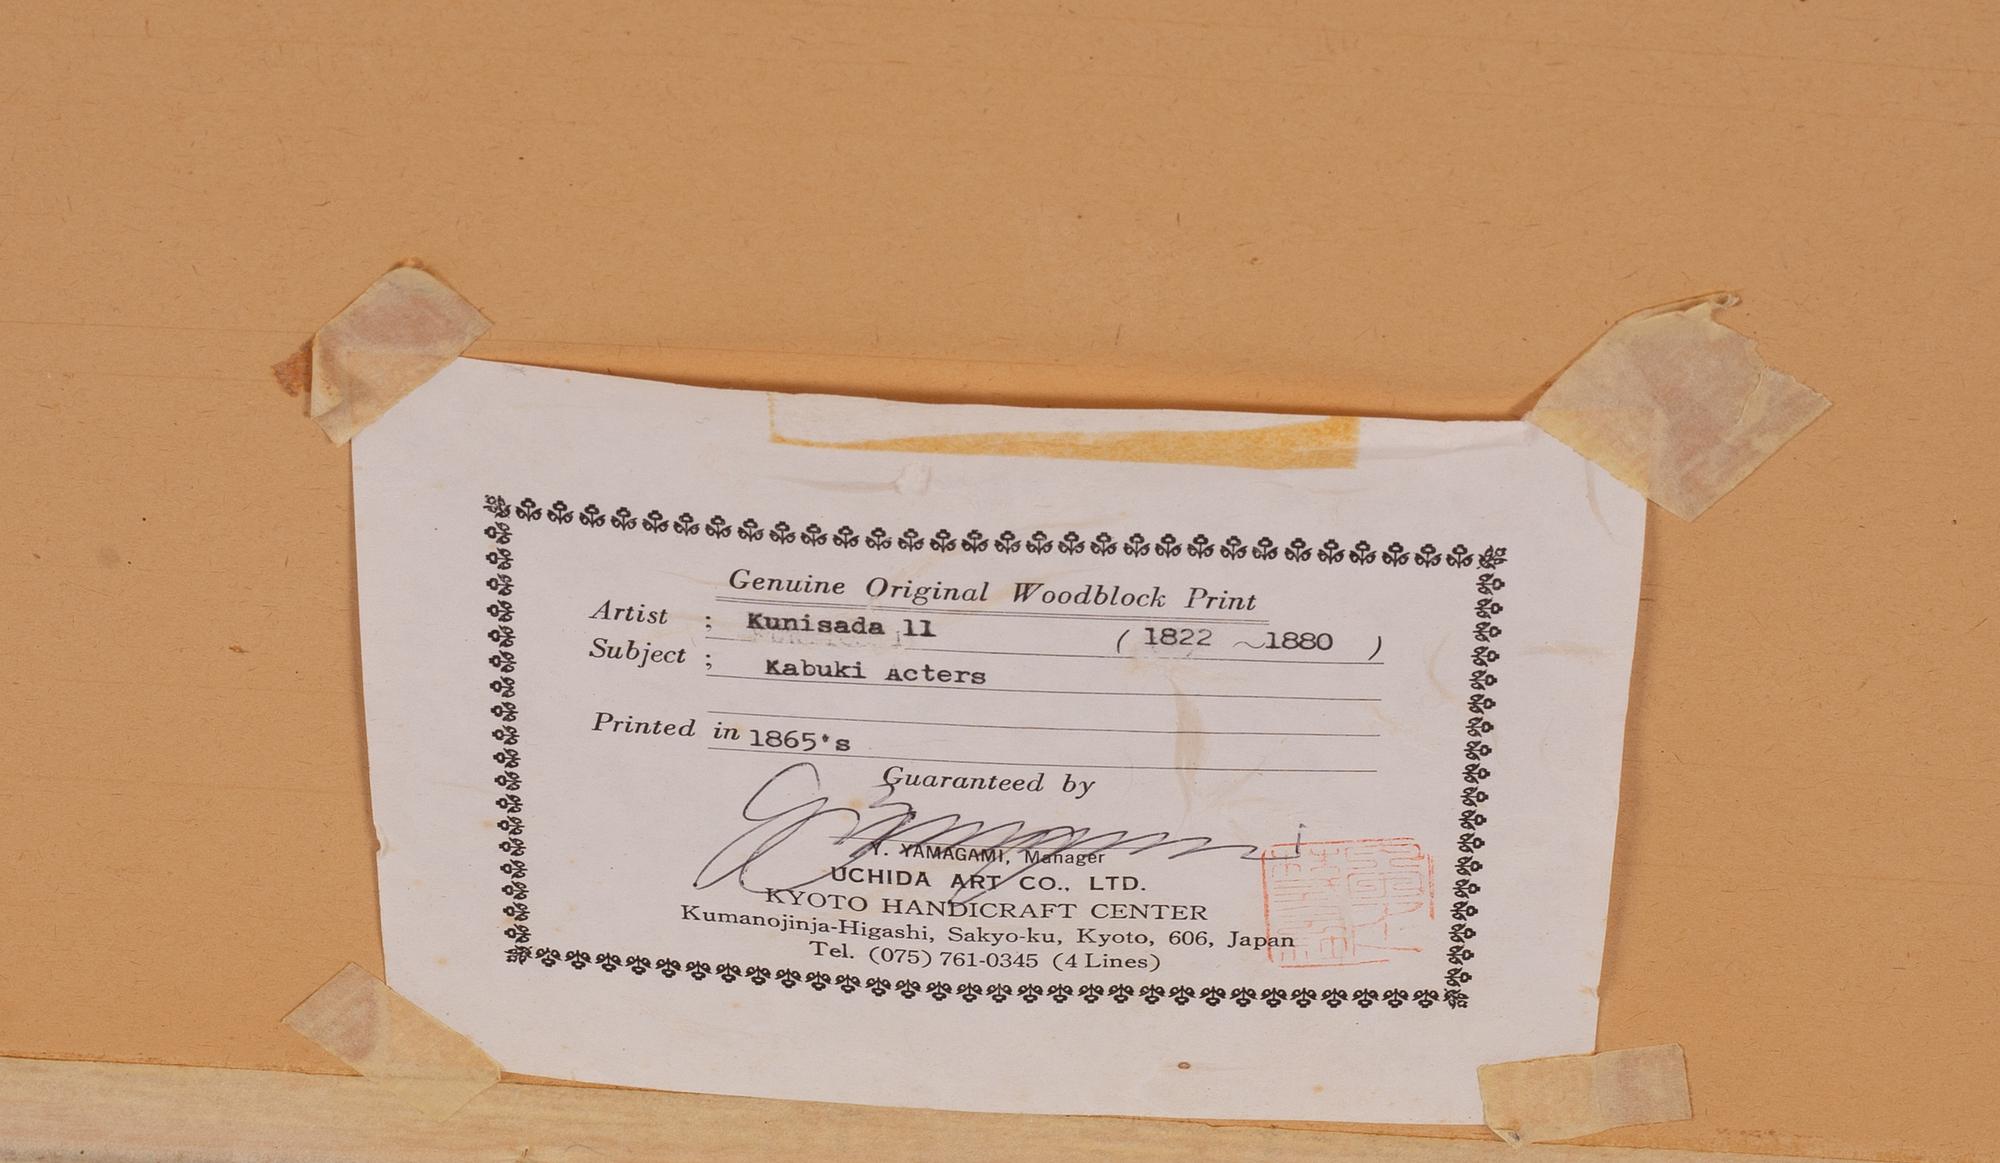 Genuine Original Woodblock Print
Artist ; Kunisada ll ( 1822 ~1880 )
Subject ; Kabuki Acters
Printed in 1865's
Guaranteed by
Y. YAMAGAMI, Manager
UCHIDA ART CO., LTD.
KYOTO HANDICRAFT CENTER
Kumanojinja-Higashi, Sakyo-ku, Kyoto, 606, Japan
Tel. (075) 761-0345 (4 Lines)